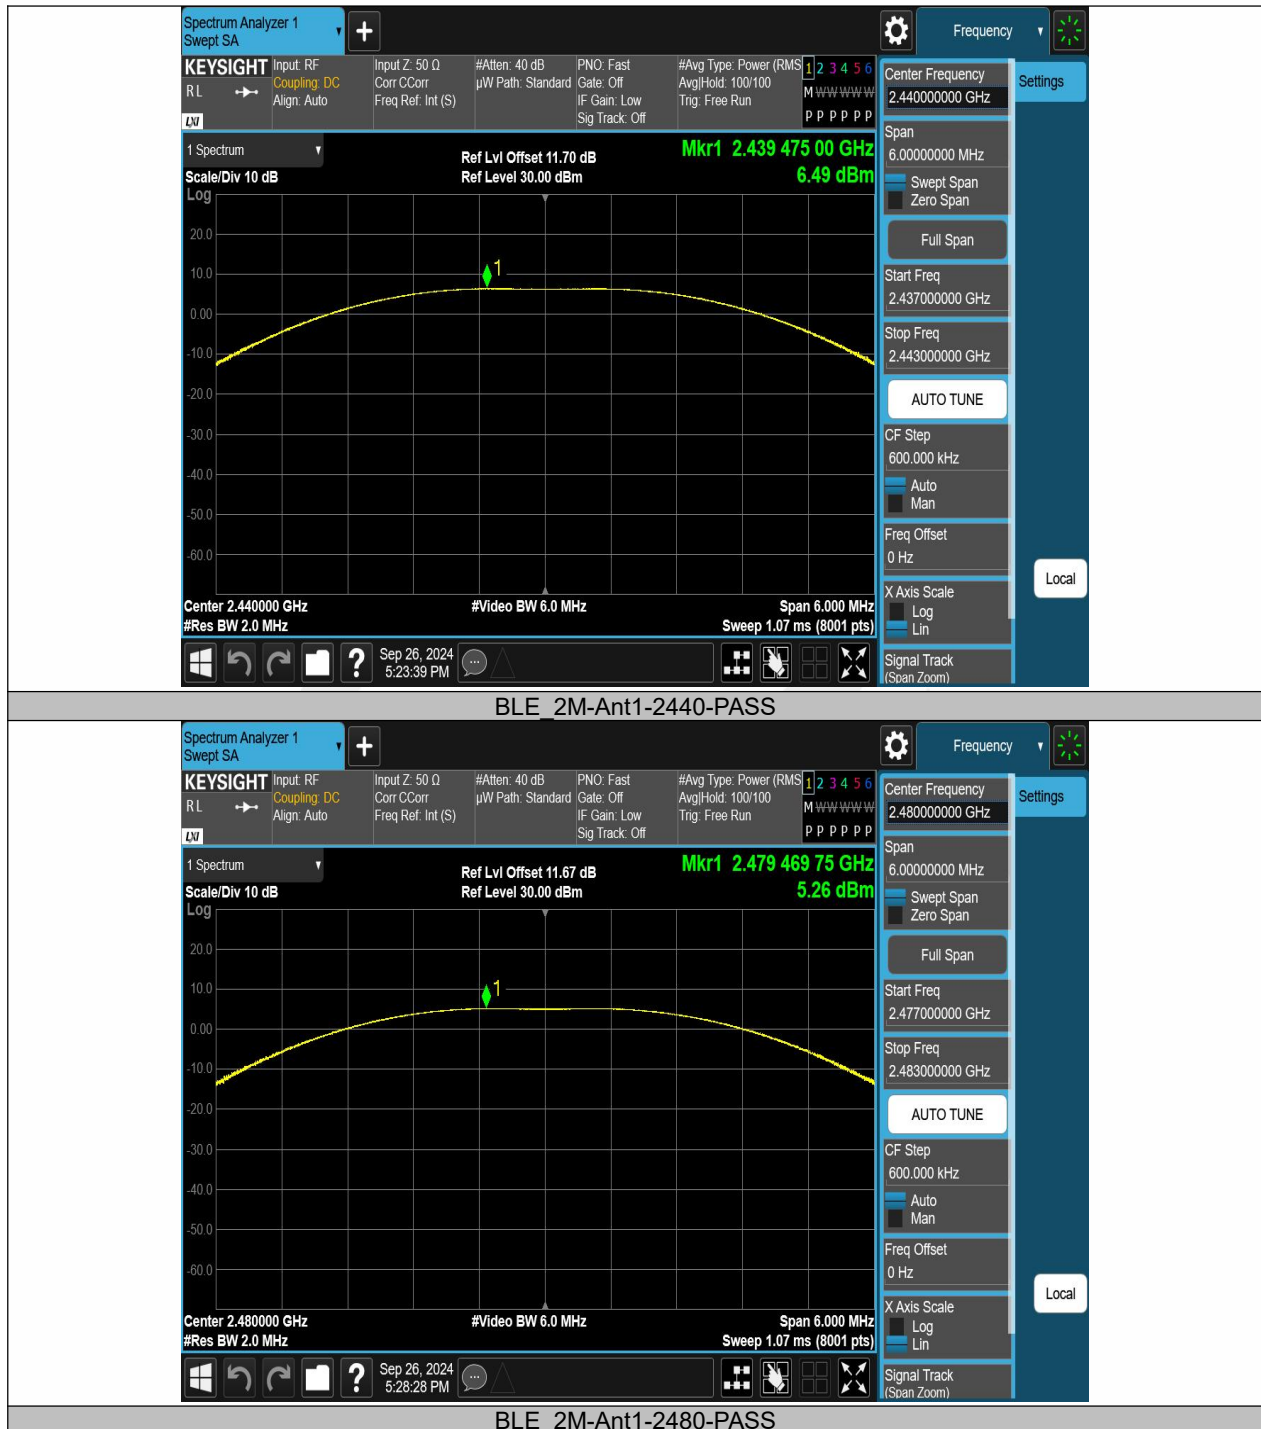 Spectrum Analyzer 1
Swept SA
Frequency
KEYSIGHT
RL
LXI
Input: RF
Coupling: DC
Align: Auto
Input Z: 50 Ω
Corr CCorr
Freq Ref: Int (S)
#Atten: 40 dB
µW Path: Standard
PNO: Fast
Gate: Off
IF Gain: Low
Sig Track: Off
#Avg Type: Power (RMS
Avg|Hold: 100/100
Trig: Free Run
1 2 3 4 5 6
M W W W W W
P P P P P P
1 Spectrum
Scale/Div 10 dB
Ref Lvl Offset 11.70 dB
Ref Level 30.00 dBm
Mkr1 2.439 475 00 GHz
6.49 dBm
Log
20.0
10.0
0.00
-10.0
-20.0
-30.0
-40.0
-50.0
-60.0
1
Center 2.440000 GHz
#Res BW 2.0 MHz
#Video BW 6.0 MHz
Span 6.000 MHz
Sweep 1.07 ms (8001 pts)
Sep 26, 2024
5:23:39 PM
Center Frequency
2.440000000 GHz
Settings
Span
6.00000000 MHz
Swept Span
Zero Span
Full Span
Start Freq
2.437000000 GHz
Stop Freq
2.443000000 GHz
AUTO TUNE
CF Step
600.000 kHz
Auto
Man
Freq Offset
0 Hz
X Axis Scale
Log
Lin
Local
Signal Track
(Span Zoom)
BLE_2M-Ant1-2440-PASS
Spectrum Analyzer 1
Swept SA
Frequency
KEYSIGHT
RL
LXI
Input: RF
Coupling: DC
Align: Auto
Input Z: 50 Ω
Corr CCorr
Freq Ref: Int (S)
#Atten: 40 dB
µW Path: Standard
PNO: Fast
Gate: Off
IF Gain: Low
Sig Track: Off
#Avg Type: Power (RMS
Avg|Hold: 100/100
Trig: Free Run
1 2 3 4 5 6
M W W W W W
P P P P P P
1 Spectrum
Scale/Div 10 dB
Ref Lvl Offset 11.67 dB
Ref Level 30.00 dBm
Mkr1 2.479 469 75 GHz
5.26 dBm
Log
20.0
10.0
0.00
-10.0
-20.0
-30.0
-40.0
-50.0
-60.0
1
Center 2.480000 GHz
#Res BW 2.0 MHz
#Video BW 6.0 MHz
Span 6.000 MHz
Sweep 1.07 ms (8001 pts)
Sep 26, 2024
5:28:28 PM
Center Frequency
2.480000000 GHz
Settings
Span
6.00000000 MHz
Swept Span
Zero Span
Full Span
Start Freq
2.477000000 GHz
Stop Freq
2.483000000 GHz
AUTO TUNE
CF Step
600.000 kHz
Auto
Man
Freq Offset
0 Hz
X Axis Scale
Log
Lin
Local
Signal Track
(Span Zoom)
BLE_2M-Ant1-2480-PASS